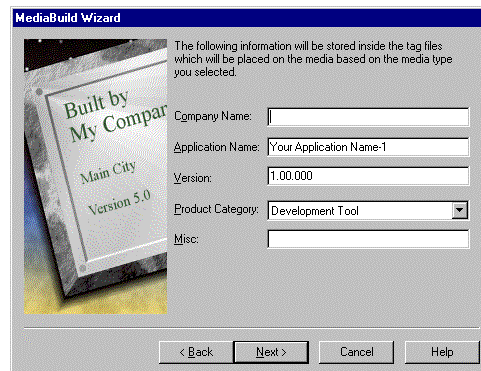 MediaBuild Wizard
The following information will be stored inside the tag files
which will be placed on the media based on the media type
you selected.
Built by
My Compar
Main City
Version 5.0
Company Name:
Application Name: Your Application Name-1
Version: 1.00.000
Product Category: Development Tool
Misc:
< Back Next > Cancel Help